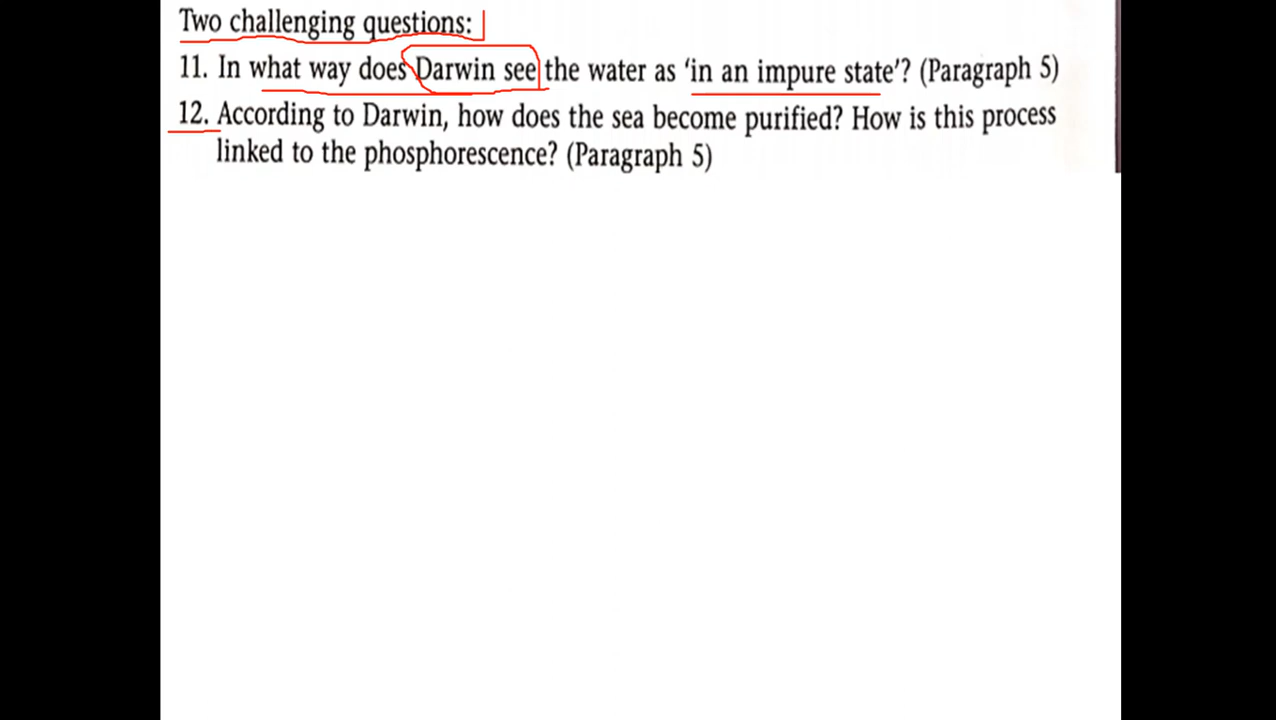 Two challenging questions:
11. In what way does Darwin see the water as 'in an impure state'? (Paragraph 5)
12. According to Darwin, how does the sea become purified? How is this process
linked to the phosphorescence? (Paragraph 5)